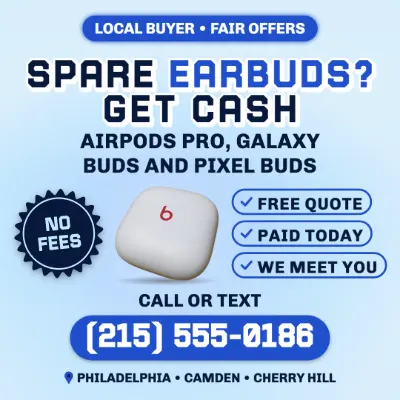 LOCAL BUYER • FAIR OFFERS
SPARE EARBUDS?
GET CASH
AIRPODS PRO, GALAXY
BUDS AND PIXEL BUDS
NO
FEES
b
FREE QUOTE
PAID TODAY
WE MEET YOU
CALL OR TEXT
(215) 555-0186
PHILADELPHIA • CAMDEN • CHERRY HILL